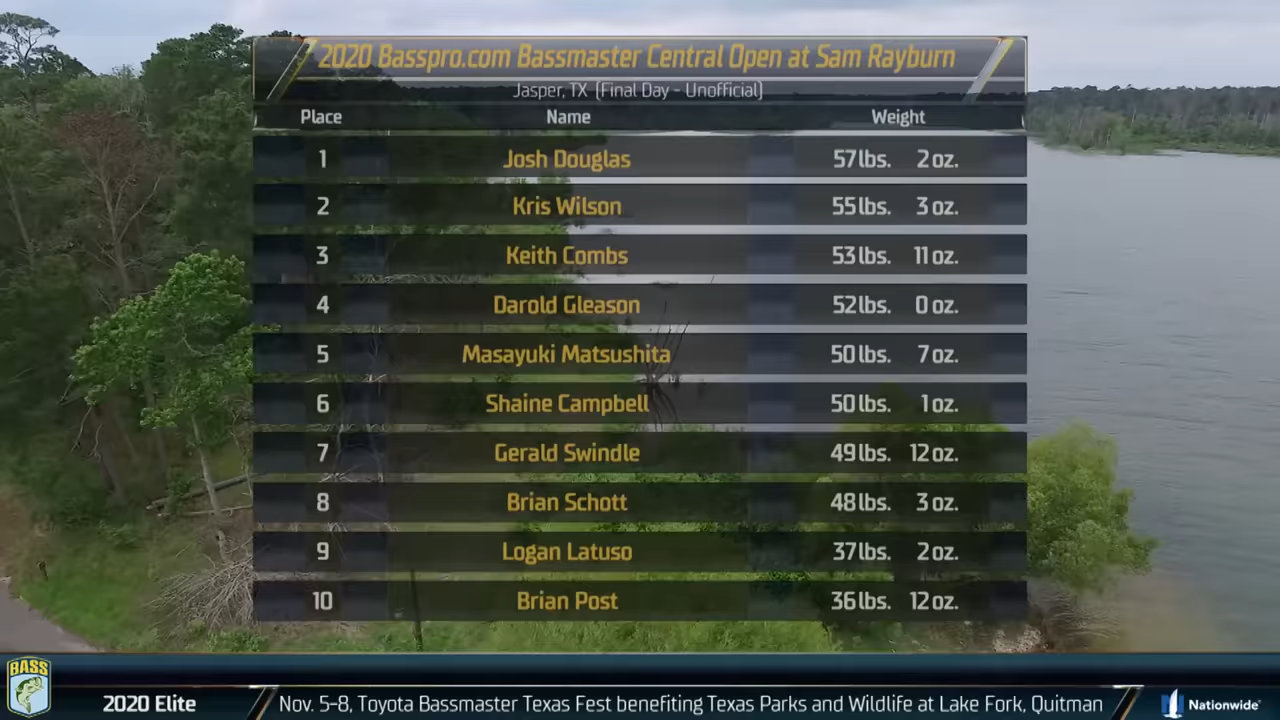 2020 Basspro.com Bassmaster Central Open at Sam Rayburn
Jasper, TX (Final Day - Unofficial)
Place Name Weight
1 Josh Douglas 57 lbs. 2 oz.
2 Kris Wilson 55 lbs. 3 oz.
3 Keith Combs 53 lbs. 11 oz.
4 Darold Gleason 52 lbs. 0 oz.
5 Masayuki Matsushita 50 lbs. 7 oz.
6 Shaine Campbell 50 lbs. 1 oz.
7 Gerald Swindle 49 lbs. 12 oz.
8 Brian Schott 48 lbs. 3 oz.
9 Logan Latuso 37 lbs. 2 oz.
10 Brian Post 36 lbs. 12 oz.
BASS
2020 Elite Nov. 5-8, Toyota Bassmaster Texas Fest benefiting Texas Parks and Wildlife at Lake Fork, Quitman Nationwide®